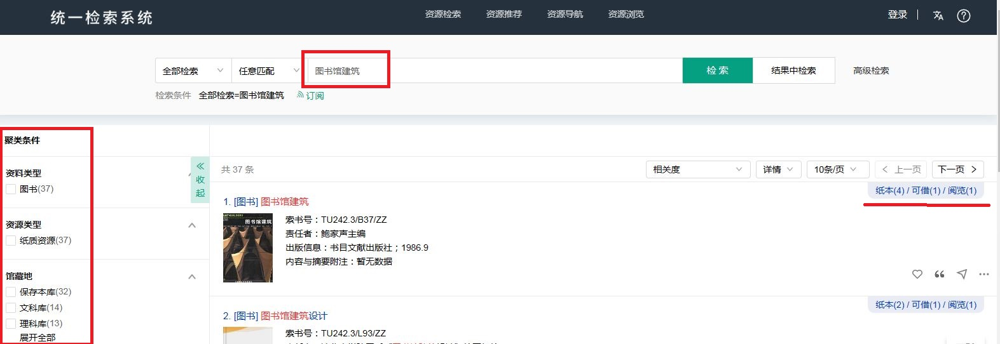 统一检索系统
资源检索 资源推荐 资源导航 资源浏览
登录
全部检索 任意匹配 图书馆建筑 检 索 结果中检索 高级检索
检索条件 全部检索=图书馆建筑 订阅
聚类条件
资料类型
图书(37)
资源类型
纸质资源(37)
馆藏地
保存本库(32)
文科库(14)
理科库(13)
展开全部
收
起
共 37 条 相关度 详情 10条/页 上一页 下一页
纸本(4) / 可借(1) / 阅览(1)
1. [图书] 图书馆建筑
图书馆建筑
索书号：TU242.3/B37/ZZ
责任者：鲍家声主编
出版信息：书目文献出版社；1986.9
内容与摘要附注：暂无数据
纸本(2) / 可借(1) / 阅览(1)
2. [图书] 图书馆建筑设计
索书号：TU242.3/L93/ZZ